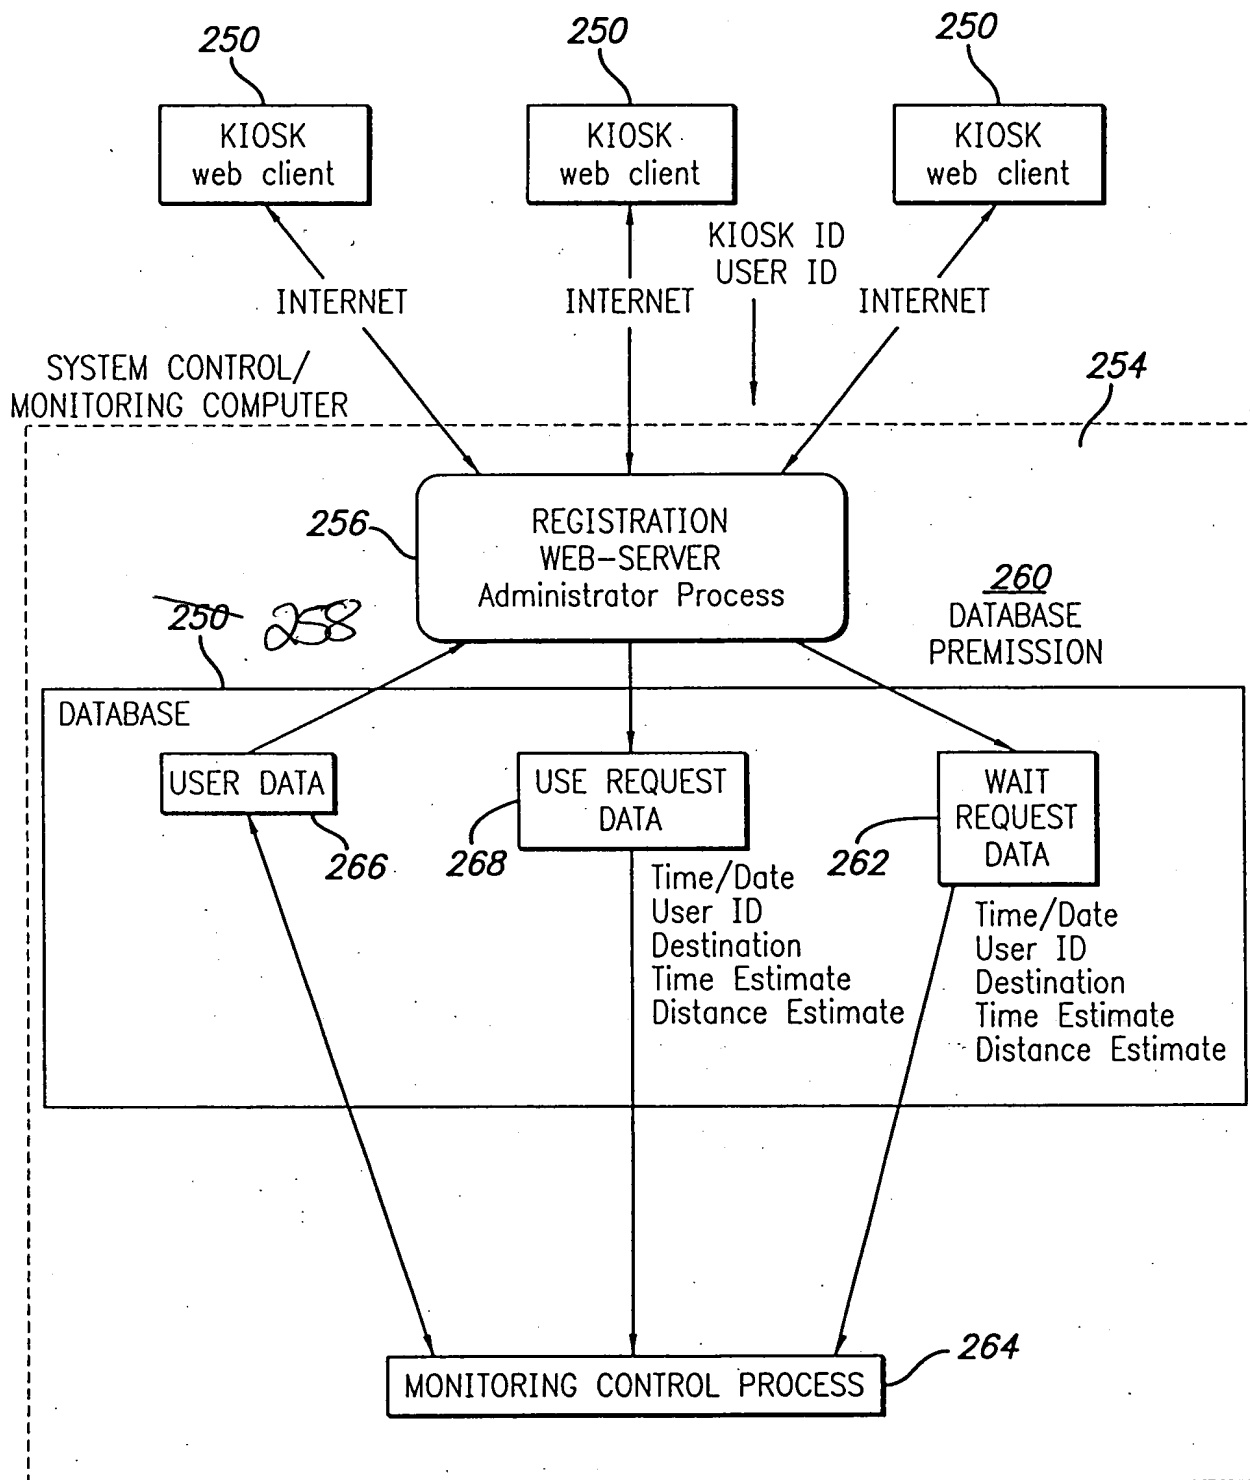 250
250
250
KIOSK
web client
KIOSK
web client
KIOSK
web client
KIOSK ID
USER ID
INTERNET
INTERNET
INTERNET
SYSTEM CONTROL/
MONITORING COMPUTER
254
256
REGISTRATION
WEB-SERVER
Administrator Process
250
258
260
DATABASE
PREMISSION
DATABASE
USER DATA
266
USE REQUEST
DATA
268
WAIT
REQUEST
DATA
262
Time/Date
User ID
Destination
Time Estimate
Distance Estimate
Time/Date
User ID
Destination
Time Estimate
Distance Estimate
264
MONITORING CONTROL PROCESS